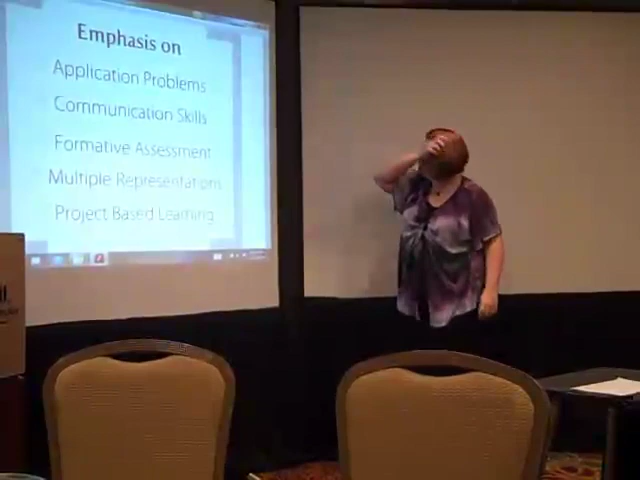 Emphasis on
Application Problems
Communication Skills
Formative Assessment
Multiple Representations
Project Based Learning